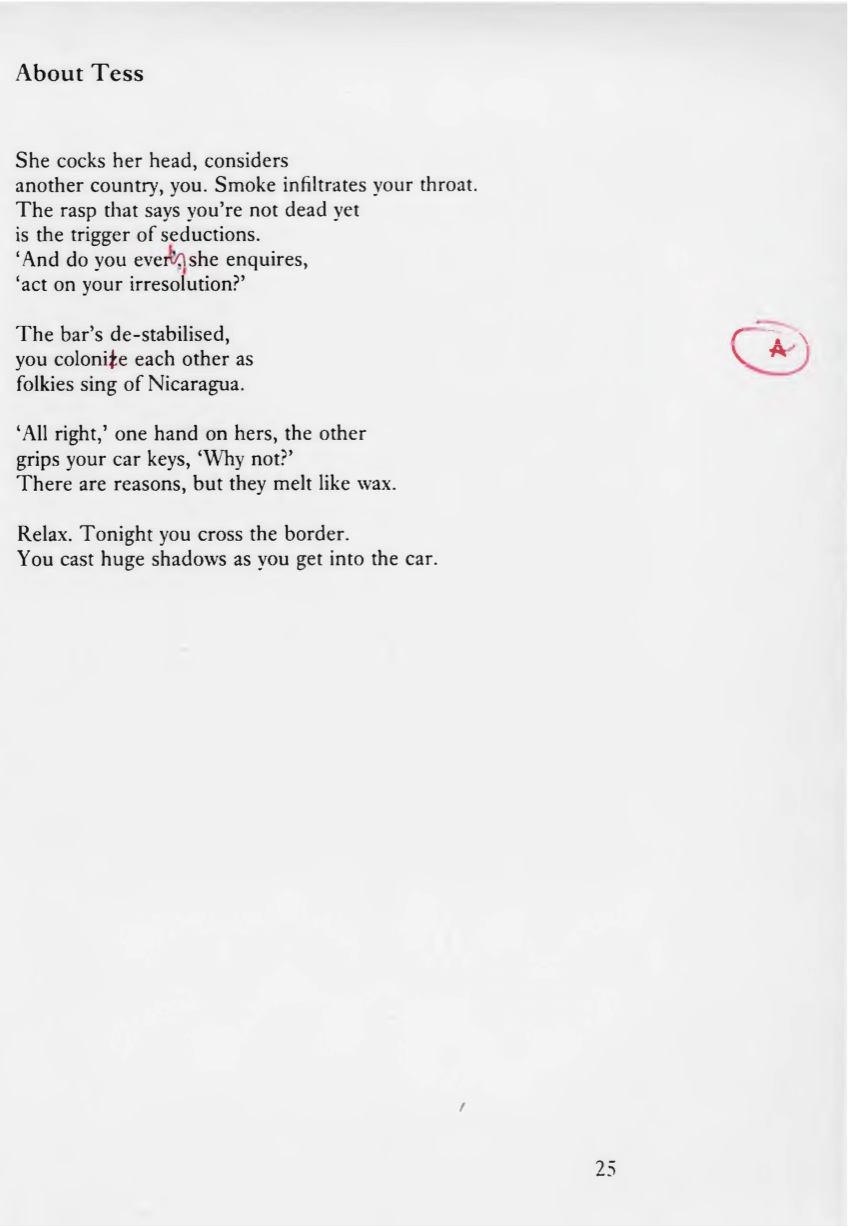 About Tess
She cocks her head, considers
another country, you. Smoke infiltrates your throat.
The rasp that says you're not dead yet
is the trigger of seductions.
‘And do you ever’, she enquires,
‘act on your irresolution?’
The bar's de-stabilised,
you colonize each other as
A
folkies sing of Nicaragua.
‘All right,’ one hand on hers, the other
grips your car keys, ‘Why not?’
There are reasons, but they melt like wax.
Relax. Tonight you cross the border.
You cast huge shadows as you get into the car.
25